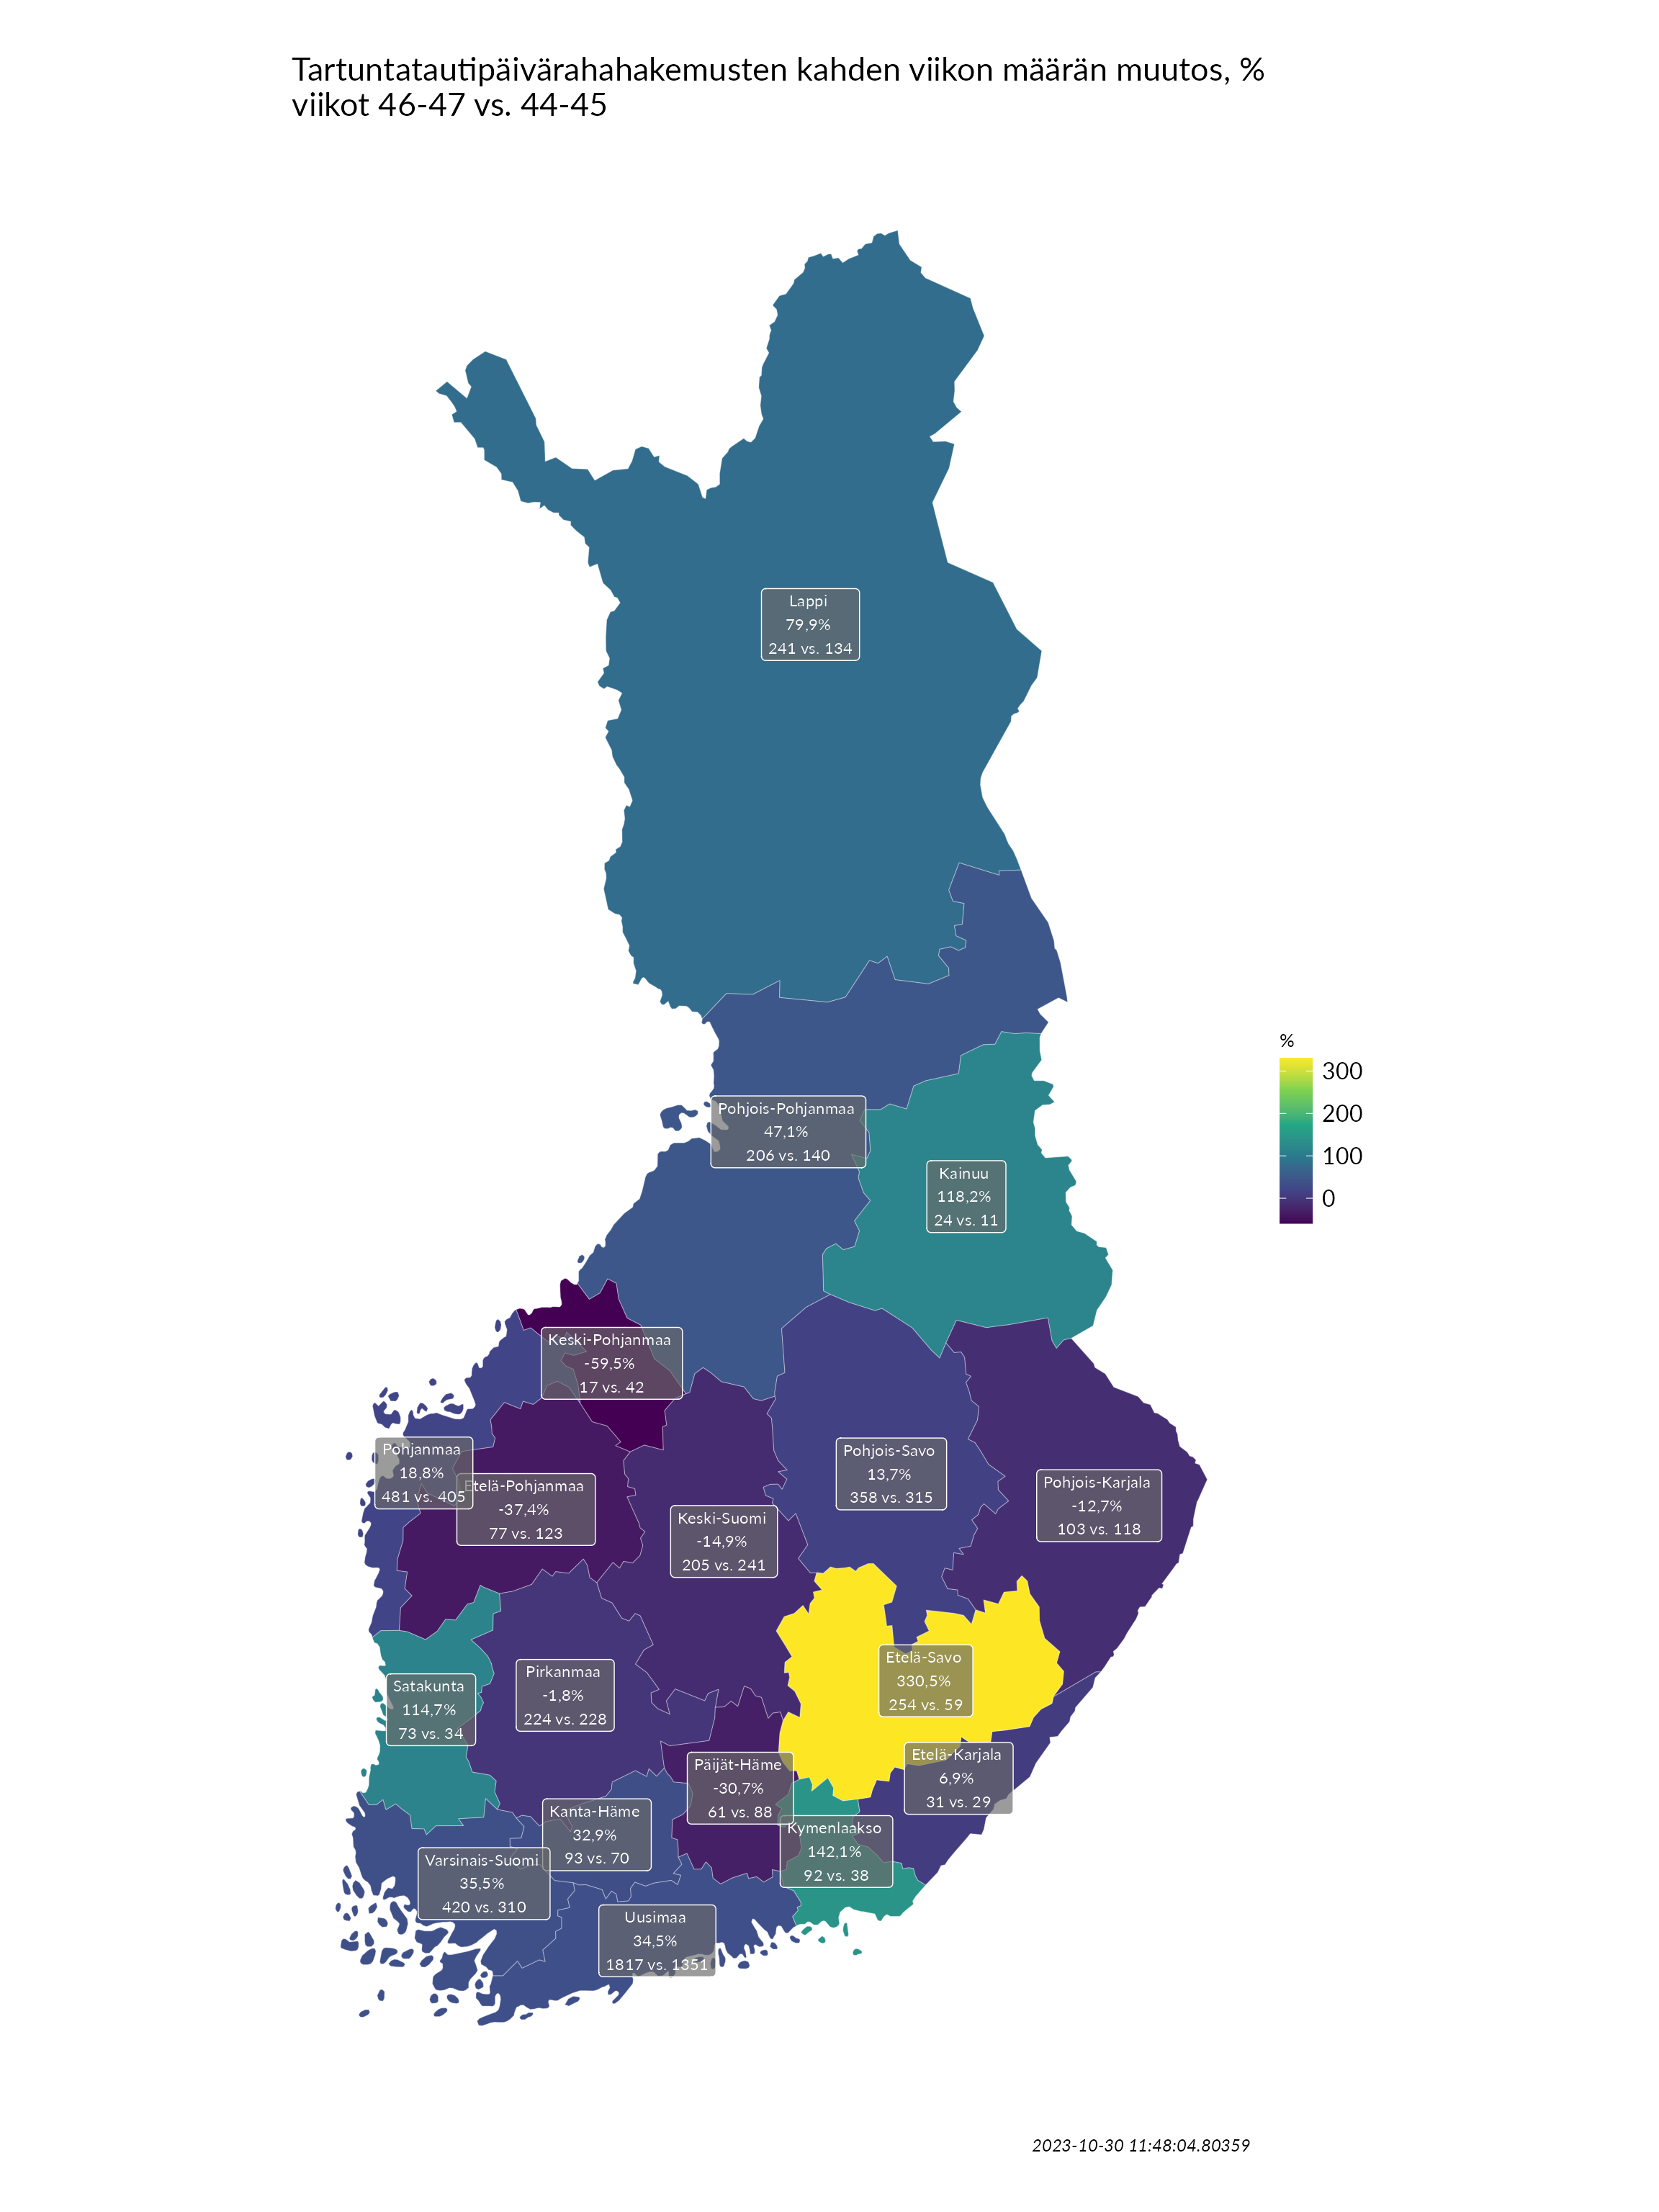 Tartuntatautipäivärahahakemusten kahden viikon määrän muutos, %
viikot 46-47 vs. 44-45
Lappi
79,9%
241 vs. 134
%
300
200
100
0
Pohjois-Pohjanmaa
47,1%
206 vs. 140
Kainuu
118,2%
24 vs. 11
Keski-Pohjanmaa
-59,5%
17 vs. 42
Pohjanmaa
18,8%
481 vs. 405
Etelä-Pohjanmaa
-37,4%
77 vs. 123
Pohjois-Savo
13,7%
358 vs. 315
Pohjois-Karjala
-12,7%
103 vs. 118
Keski-Suomi
-14,9%
205 vs. 241
Etelä-Savo
330,5%
254 vs. 59
Pirkanmaa
-1,8%
224 vs. 228
Satakunta
114,7%
73 vs. 34
Etelä-Karjala
6,9%
31 vs. 29
Päijät-Häme
-30,7%
61 vs. 88
Kanta-Häme
32,9%
93 vs. 70
Kymenlaakso
142,1%
92 vs. 38
Varsinais-Suomi
35,5%
420 vs. 310
Uusimaa
34,5%
1817 vs. 1351
2023-10-30 11:48:04.80359